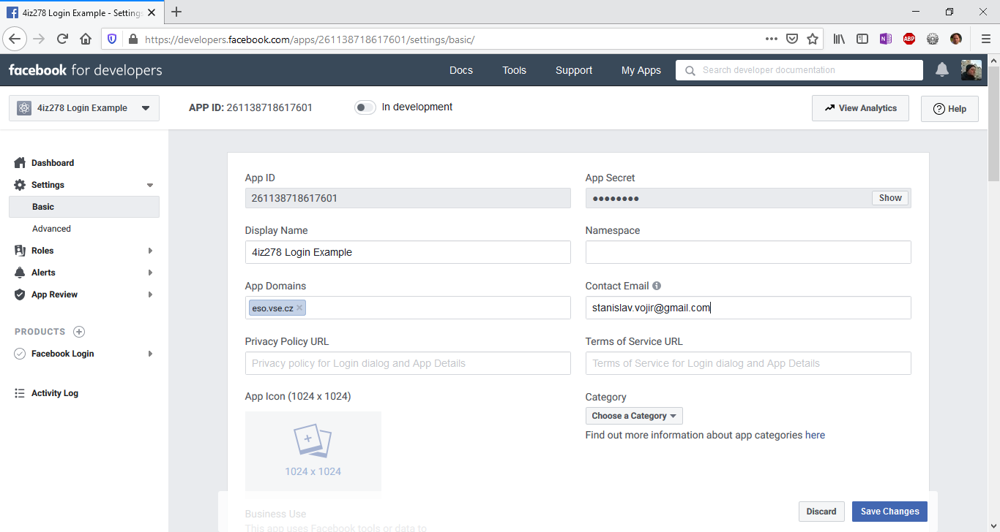 4iz278 Login Example - Settings
https://developers.facebook.com/apps/261138718617601/settings/basic/
facebook for developers
Docs
Tools
Support
My Apps
Search developer documentation
4iz278 Login Example
APP ID: 261138718617601
In development
View Analytics
Help
Dashboard
Settings
Basic
Advanced
Roles
Alerts
App Review
PRODUCTS
Facebook Login
Activity Log
App ID
261138718617601
App Secret
●●●●●●●●
Show
Display Name
4iz278 Login Example
Namespace
App Domains
eso.vse.cz
Contact Email
stanislav.vojir@gmail.com
Privacy Policy URL
Privacy policy for Login dialog and App Details
Terms of Service URL
Terms of Service for Login dialog and App Details
App Icon (1024 x 1024)
1024 x 1024
Category
Choose a Category
Find out more information about app categories here
Business Use
This app uses Facebook tools or data to
Discard
Save Changes